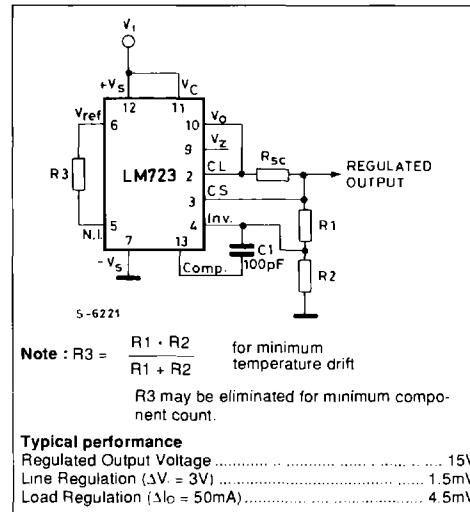 Vi
+VS VC
12 11
Vref
6
10 VO
9 VZ
R3
LM723
2 CL
RSC
REGULATED
OUTPUT
3 CS
R1
5
N.I.
4 Inv.
7
-VS
13
Comp.
C1
100pF
R2
S-6221
Note : R3 = R1 · R2 / R1 + R2 for minimum
temperature drift
R3 may be eliminated for minimum compo-
nent count.
Typical performance
Regulated Output Voltage ........................................ 15V
Line Regulation (ΔVi = 3V) ........................................ 1.5mV
Load Regulation (ΔIo = 50mA) ........................................ 4.5mV